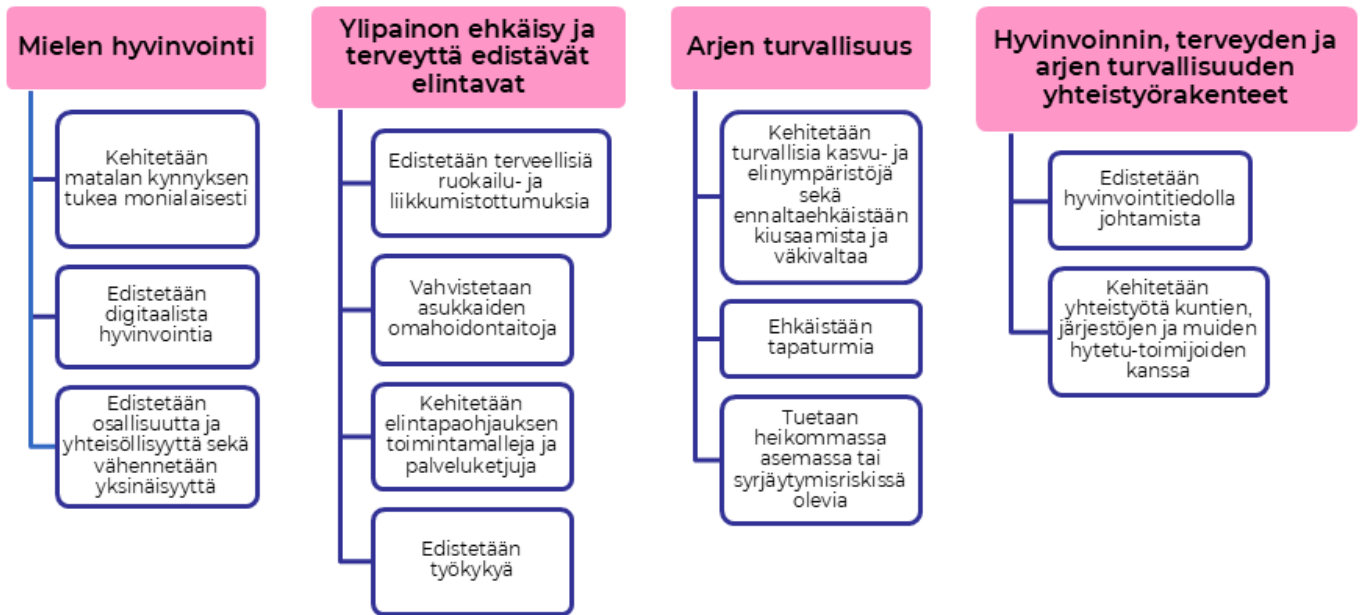 Mielen hyvinvointi
Kehitetään
matalan kynnyksen
tukea monialaisesti
Edistetään
digitaalista
hyvinvointia
Edistetään
osallisuutta ja
yhteisöllisyyttä sekä
vähennetään
yksinäisyyttä
Ylipainon ehkäisy ja
terveyttä edistävät
elintavat
Edistetään terveellisiä
ruokailu- ja
liikkumistottumuksia
Vahvistetaan
asukkaiden
omahoidontaitoja
Kehitetään
elintapaohjauksen
toimintamalleja ja
palveluketjuja
Edistetään
työkykyä
Arjen turvallisuus
Kehitetään
turvallisia kasvu- ja
elinympäristöjä
sekä
ennaltaehkäistään
kiusaamista ja
väkivaltaa
Ehkäistään
tapaturmia
Tuetaan
heikommassa
asemassa tai
syrjäytymisriskissä
olevia
Hyvinvoinnin, terveyden ja
arjen turvallisuuden
yhteistyörakenteet
Edistetään
hyvinvointitiedolla
johtamista
Kehitetään
yhteistyötä kuntien,
järjestöjen ja muiden
hytetu-toimijoiden
kanssa